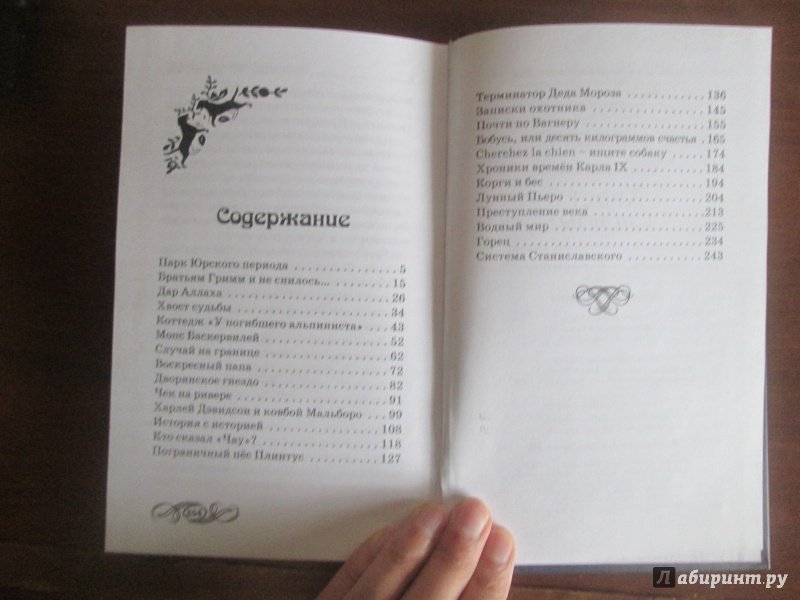 Содержание
Парк Юрского периода . . . . . . . . . . . . . . . 5
Братьям Гримм и не снилось... . . . . . . . . . 15
Дар Аллаха . . . . . . . . . . . . . . . . . . . . . . . . 26
Хвост судьбы . . . . . . . . . . . . . . . . . . . . . . 34
Коттедж «У погибшего альпиниста» . . . . 43
Мопс Баскервилей . . . . . . . . . . . . . . . . . . 52
Случай на границе . . . . . . . . . . . . . . . . . . 62
Воскресный папа . . . . . . . . . . . . . . . . . . . 72
Дворянское гнездо . . . . . . . . . . . . . . . . . . 82
Чек на ривере . . . . . . . . . . . . . . . . . . . . . . 91
Харлей Дэвидсон и ковбой Мальборо . . . 99
История с историей . . . . . . . . . . . . . . . . . 108
Кто сказал «Чау»? . . . . . . . . . . . . . . . . . . 118
Пограничный пёс Плинтус . . . . . . . . . . . 127
Терминатор Деда Мороза . . . . . . . . . . . . 136
Записки охотника . . . . . . . . . . . . . . . . . . 145
Почти по Вагнеру . . . . . . . . . . . . . . . . . . 155
Бобусь, или десять килограммов счастья . 165
Cherchez la chien – ищите собаку . . . . . . 174
Хроники времён Карла IX . . . . . . . . . . . 184
Корги и бес . . . . . . . . . . . . . . . . . . . . . . . 194
Лунный Пьеро . . . . . . . . . . . . . . . . . . . . . 204
Преступление века . . . . . . . . . . . . . . . . . 213
Водный мир . . . . . . . . . . . . . . . . . . . . . . . 225
Горец . . . . . . . . . . . . . . . . . . . . . . . . . . . . 234
Система Станиславского . . . . . . . . . . . . 243
Лабиринт.ру